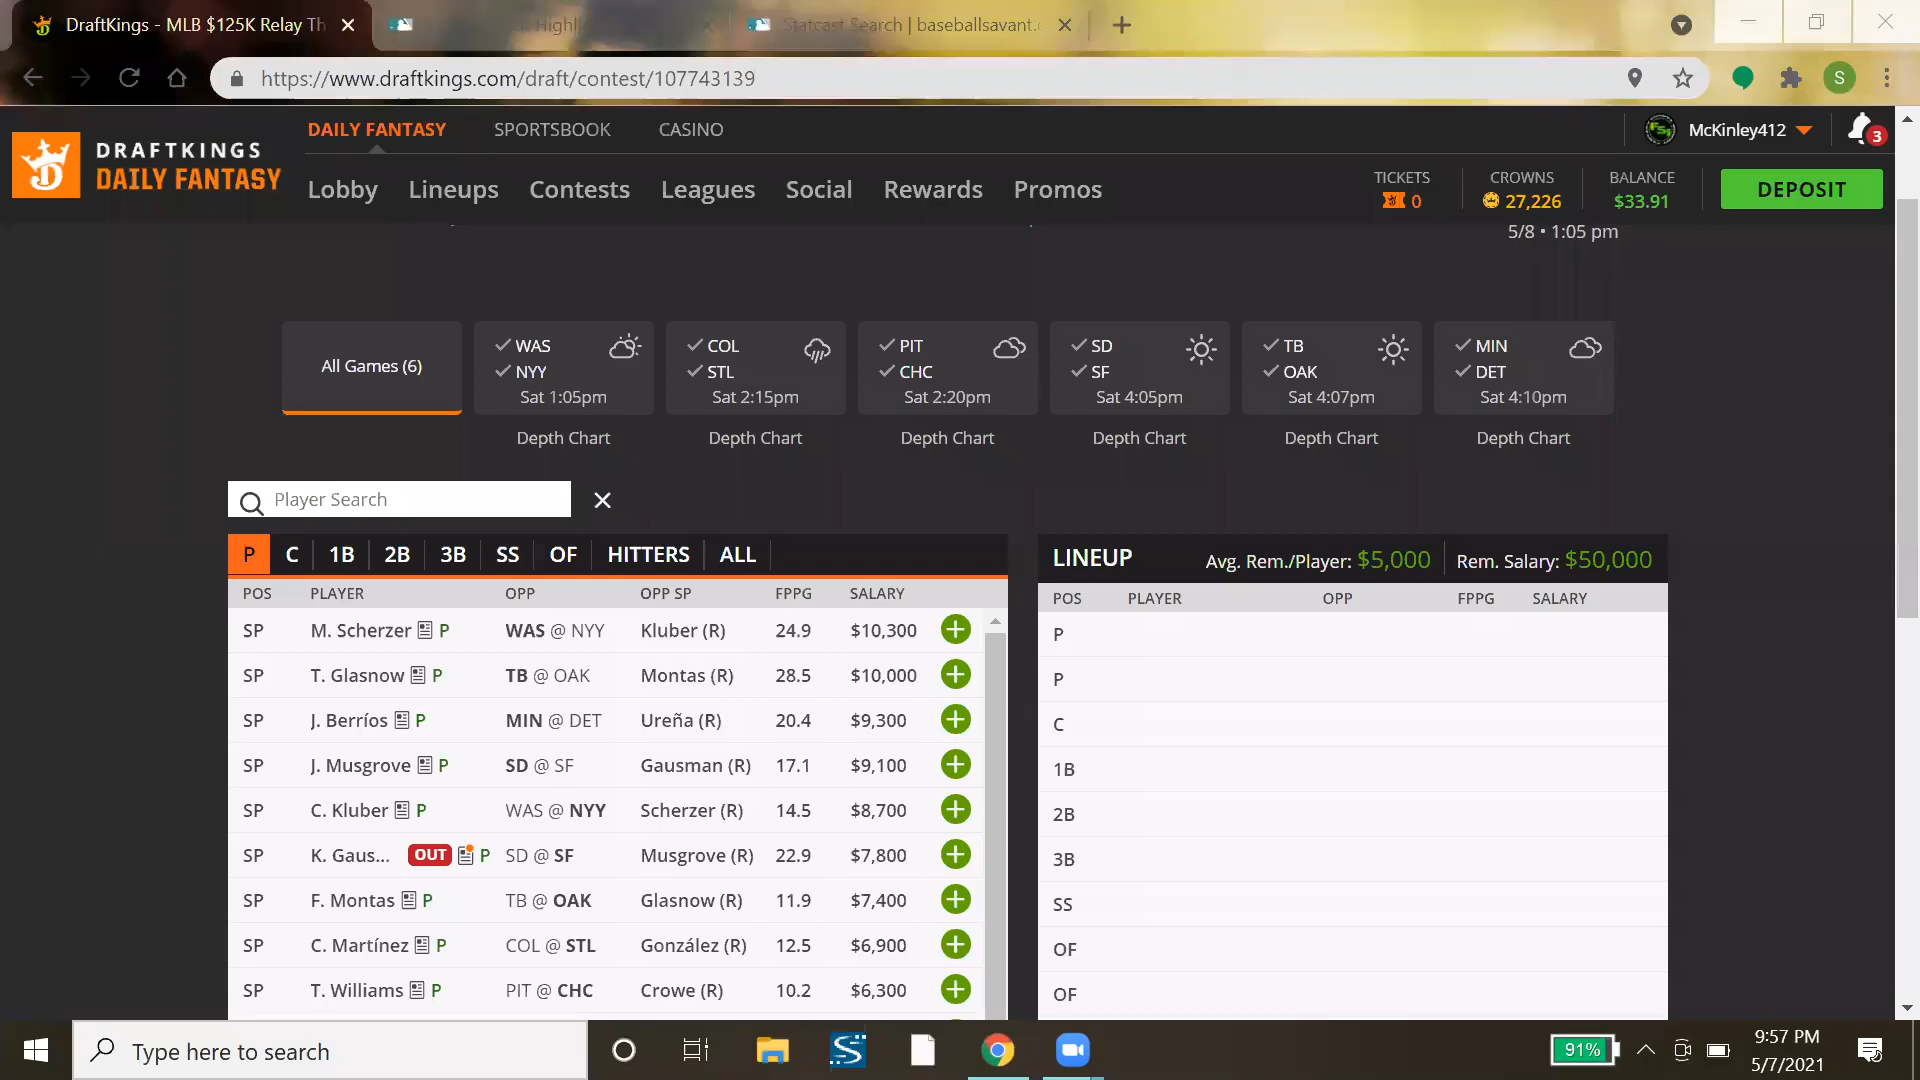 DraftKings - MLB $125K Relay Th
Highl
Statcast Search | baseballsavant.
https://www.draftkings.com/draft/contest/107743139
S
DRAFTKINGS
DAILY FANTASY
DAILY FANTASY SPORTSBOOK CASINO
McKinley412
3
Lobby Lineups Contests Leagues Social Rewards Promos
TICKETS
0
CROWNS
27,226
BALANCE
$33.91
DEPOSIT
5/8 • 1:05 pm
All Games (6)
WAS
NYY
Sat 1:05pm
COL
STL
Sat 2:15pm
PIT
CHC
Sat 2:20pm
SD
SF
Sat 4:05pm
TB
OAK
Sat 4:07pm
MIN
DET
Sat 4:10pm
Depth Chart Depth Chart Depth Chart Depth Chart Depth Chart Depth Chart
Player Search
P C 1B 2B 3B SS OF HITTERS ALL
POS PLAYER OPP OPP SP FPPG SALARY
SP M. Scherzer P WAS @ NYY Kluber (R) 24.9 $10,300
SP T. Glasnow P TB @ OAK Montas (R) 28.5 $10,000
SP J. Berríos P MIN @ DET Ureña (R) 20.4 $9,300
SP J. Musgrove P SD @ SF Gausman (R) 17.1 $9,100
SP C. Kluber P WAS @ NYY Scherzer (R) 14.5 $8,700
SP K. Gaus... OUT P SD @ SF Musgrove (R) 22.9 $7,800
SP F. Montas P TB @ OAK Glasnow (R) 11.9 $7,400
SP C. Martínez P COL @ STL González (R) 12.5 $6,900
SP T. Williams P PIT @ CHC Crowe (R) 10.2 $6,300
LINEUP Avg. Rem./Player: $5,000 Rem. Salary: $50,000
POS PLAYER OPP FPPG SALARY
P
P
C
1B
2B
3B
SS
OF
OF
Type here to search
91%
9:57 PM
5/7/2021